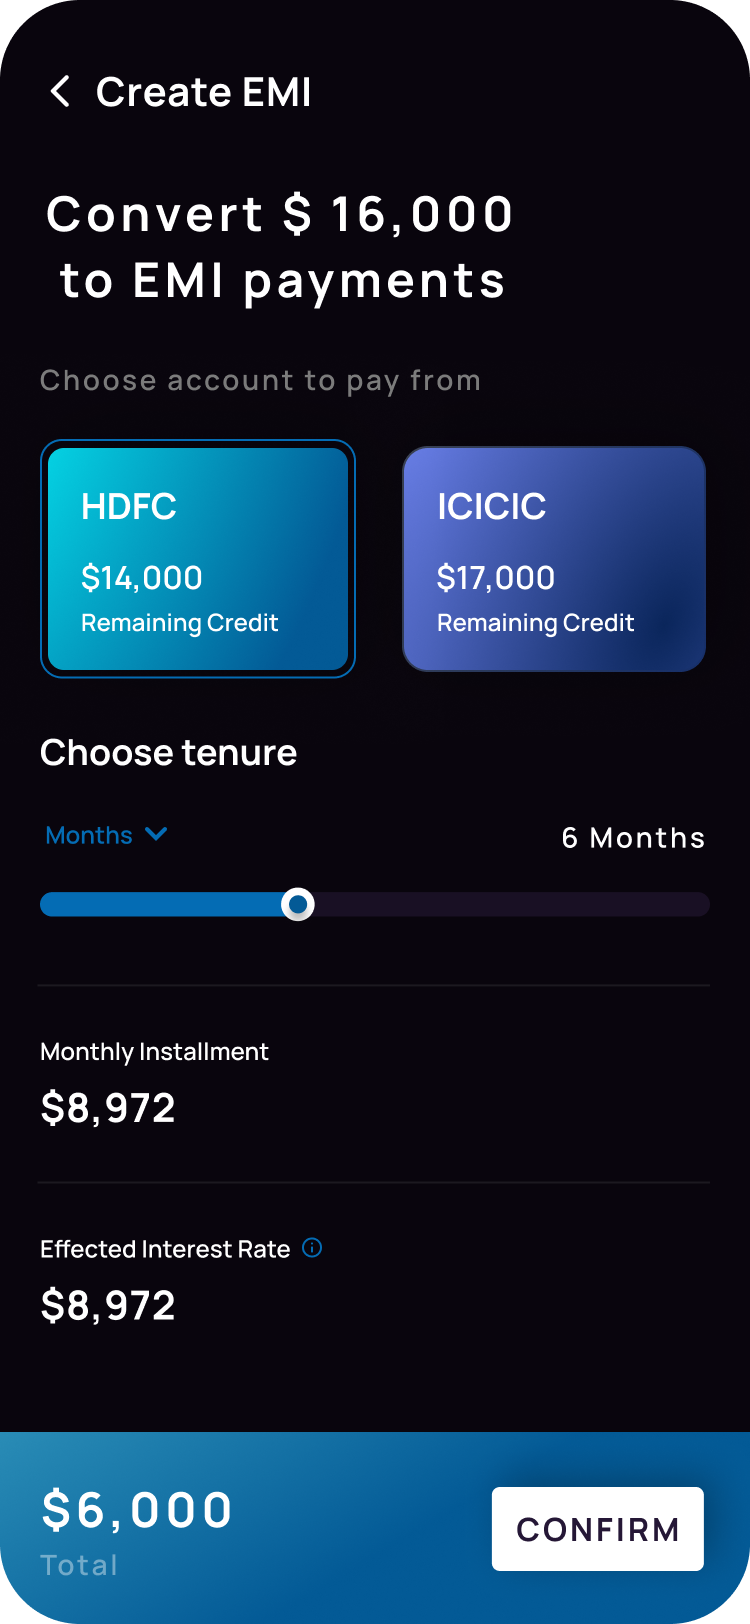 Create EMI
Convert $ 16,000
to EMI payments
Choose account to pay from
HDFC
$14,000
Remaining Credit
ICICIC
$17,000
Remaining Credit
Choose tenure
Months
6 Months
Monthly Installment
$8,972
Effected Interest Rate
$8,972
$6,000
Total
CONFIRM